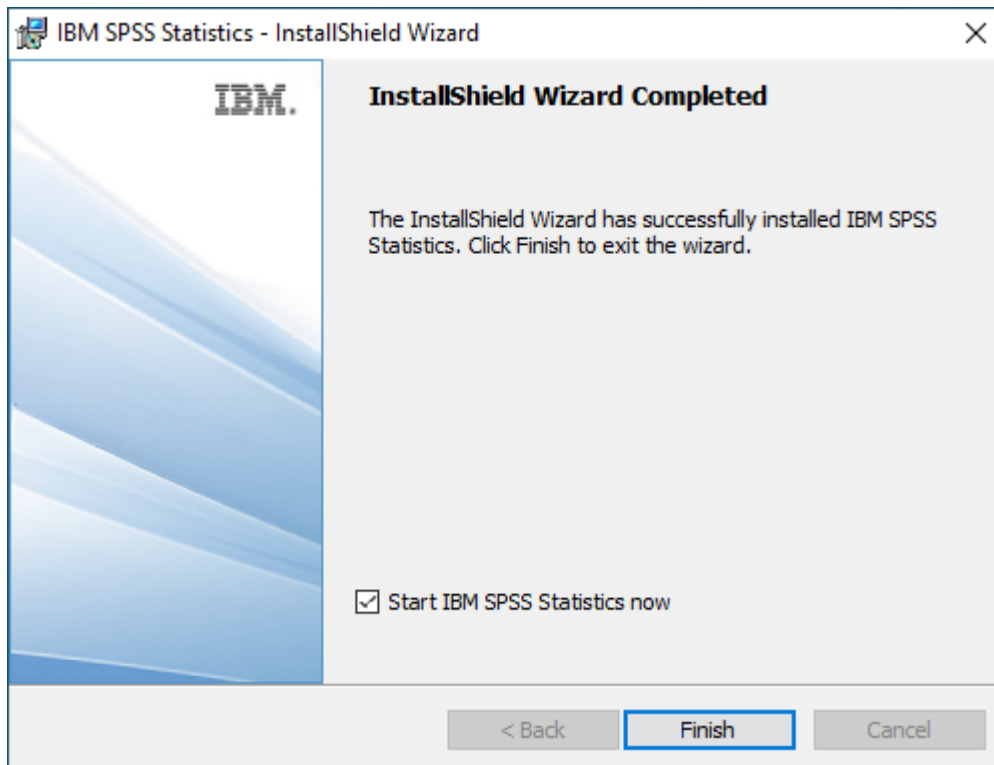 IBM SPSS Statistics - InstallShield Wizard
IBM.
InstallShield Wizard Completed
The InstallShield Wizard has successfully installed IBM SPSS
Statistics. Click Finish to exit the wizard.
Start IBM SPSS Statistics now
< Back
Finish
Cancel